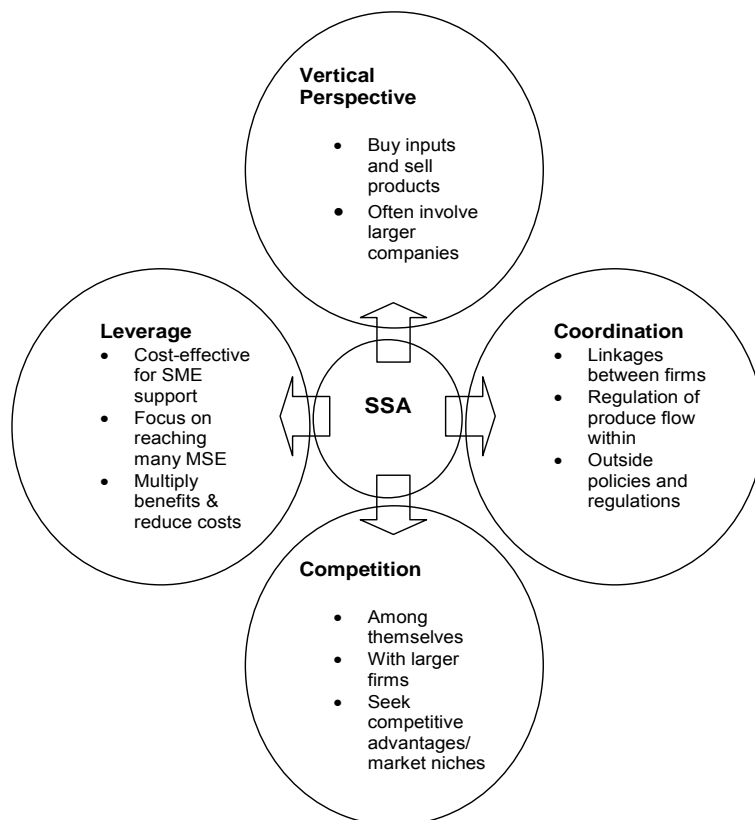 Vertical
Perspective
• Buy inputs
and sell
products
• Often involve
larger
companies
Leverage
• Cost-effective
for SME
support
• Focus on
reaching
many MSE
• Multiply
benefits &
reduce costs
SSA
Coordination
• Linkages
between firms
• Regulation of
produce flow
within
• Outside
policies and
regulations
Competition
• Among
themselves
• With larger
firms
• Seek
competitive
advantages/
market niches